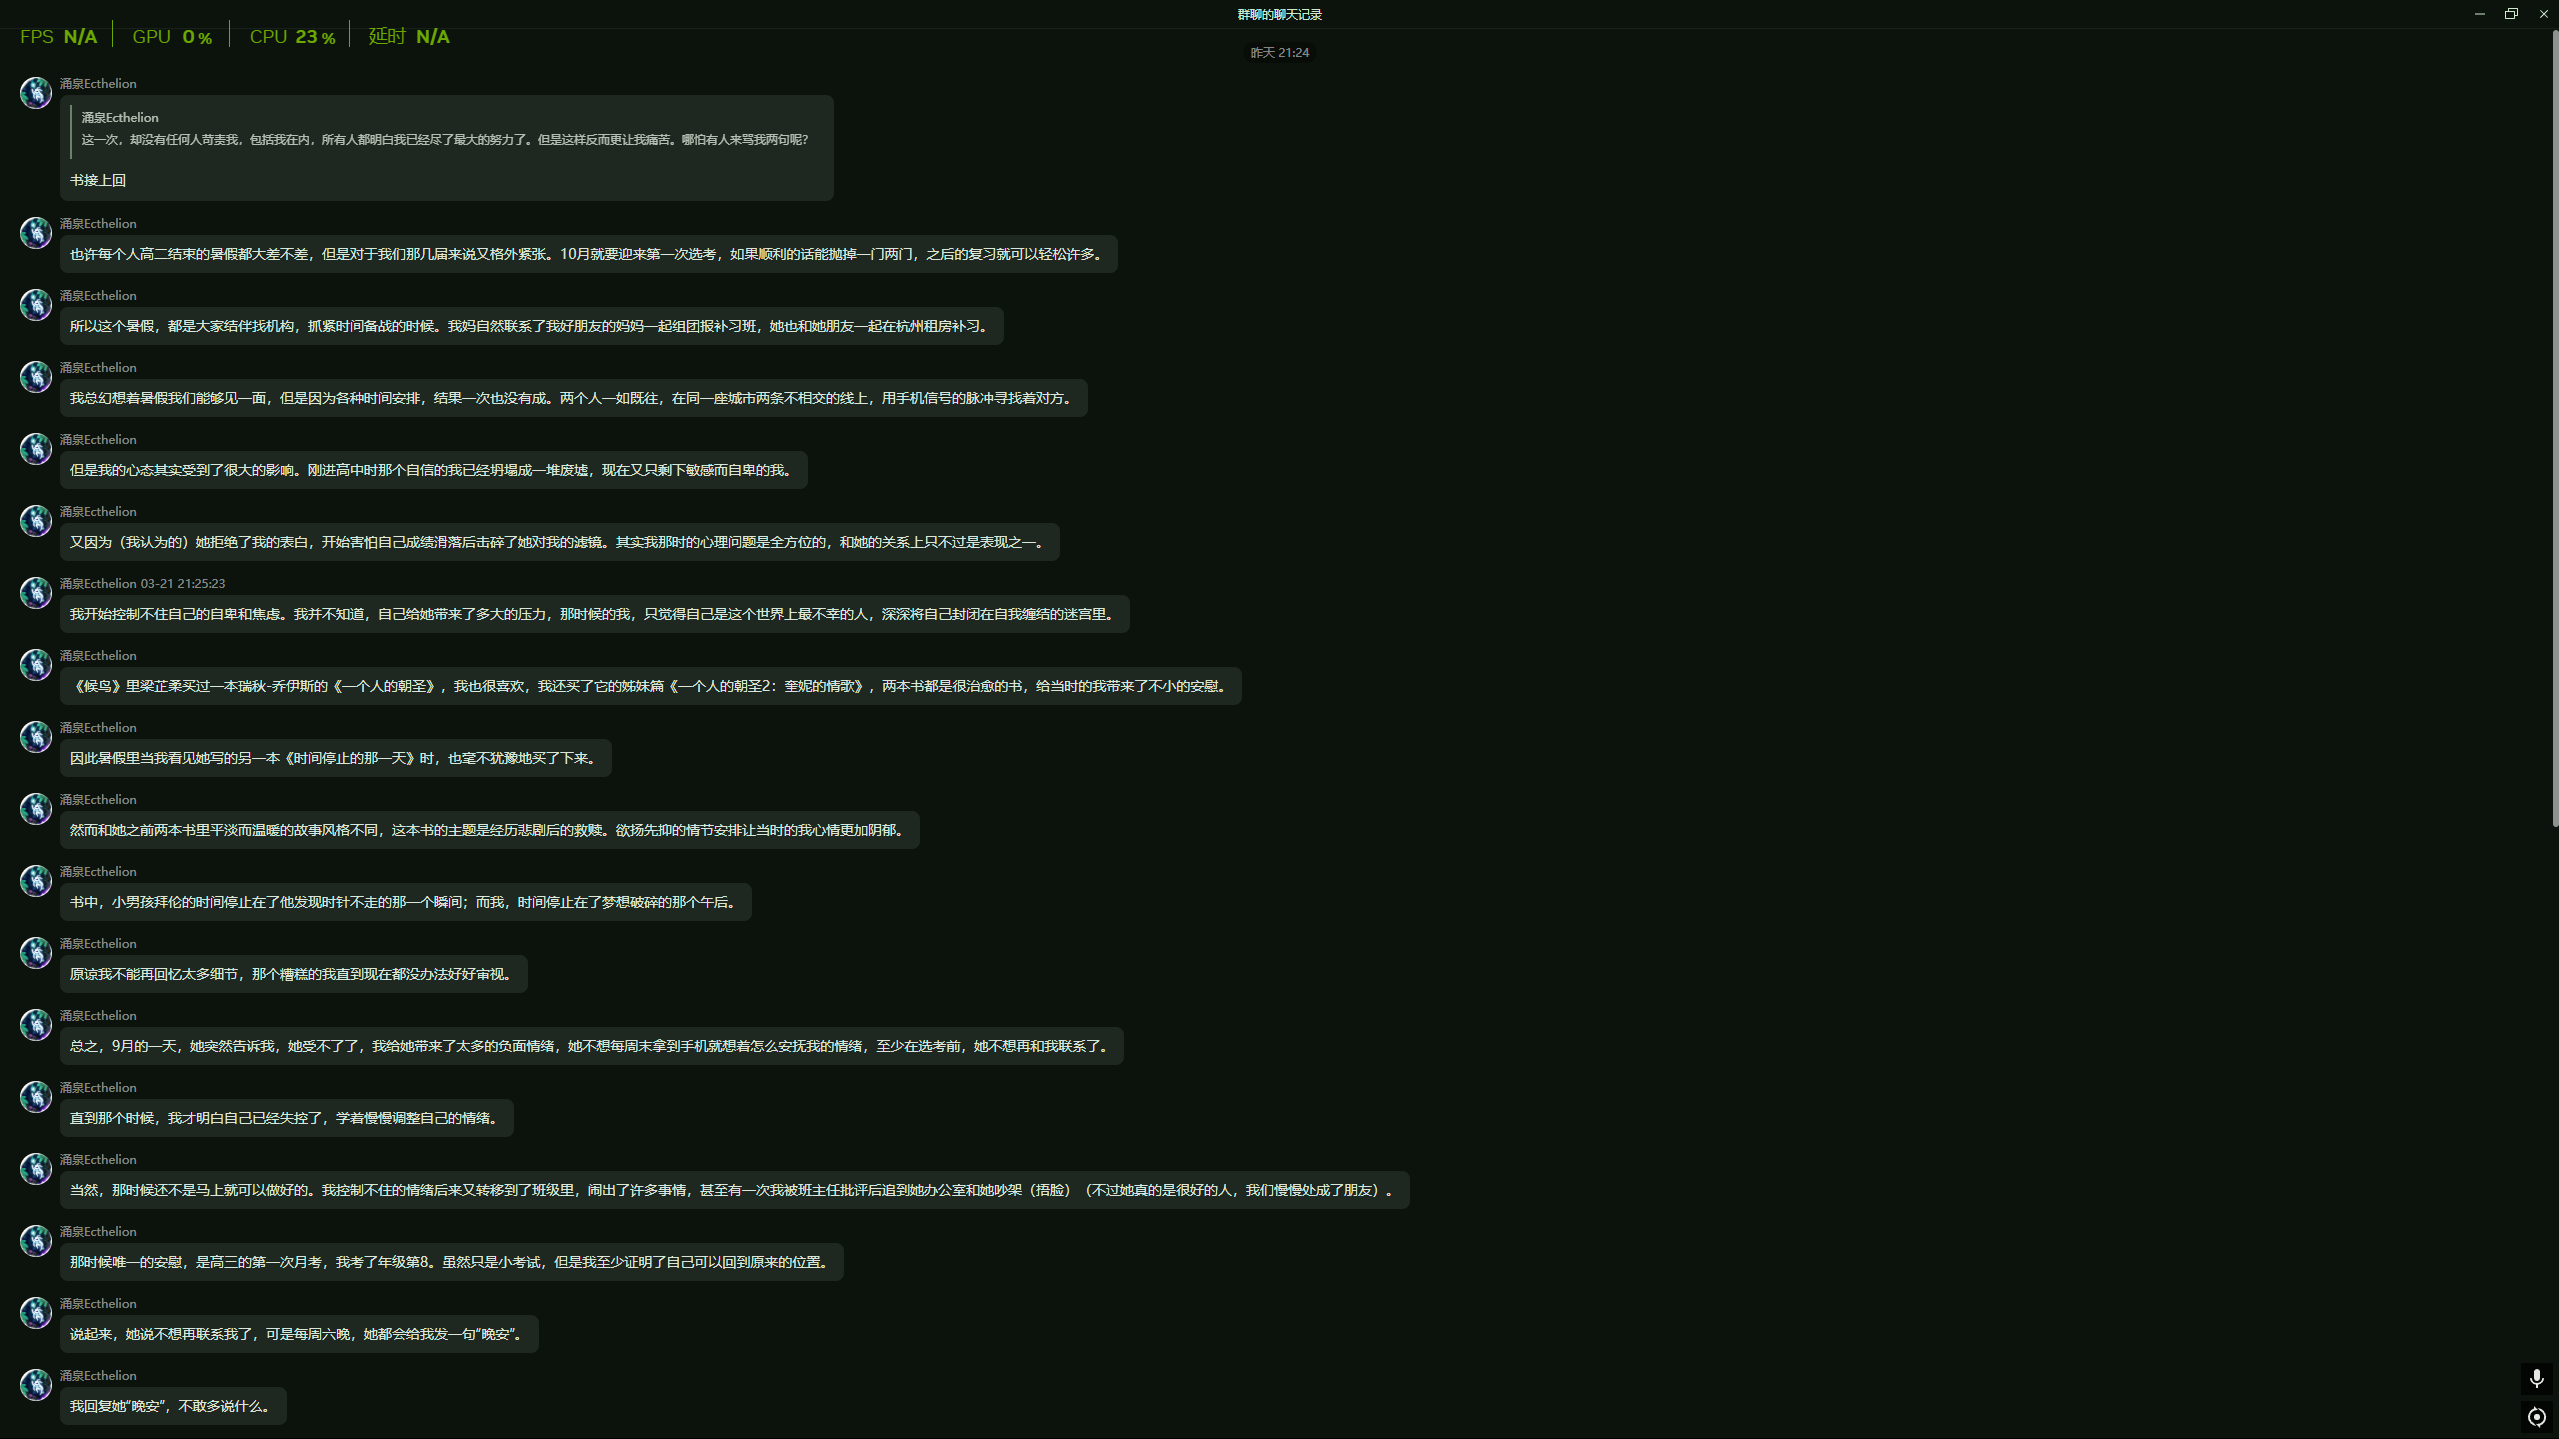 群聊的聊天记录
FPS N/A GPU 0 % CPU 23 % 延时 N/A
昨天 21:24
涌泉Ecthelion
涌泉Ecthelion
这一次，却没有任何人苛责我，包括我在内，所有人都明白我已经尽了最大的努力了。但是这样反而更让我痛苦。哪怕有人来骂我两句呢？
书接上回
涌泉Ecthelion
也许每个人高二结束的暑假都大差不差，但是对于我们那几届来说又格外紧张。10月就要迎来第一次选考，如果顺利的话能抛掉一门两门，之后的复习就可以轻松许多。
涌泉Ecthelion
所以这个暑假，都是大家结伴找机构，抓紧时间备战的时候。我妈自然联系了我好朋友的妈妈一起组团报补习班，她也和她朋友一起在杭州租房补习。
涌泉Ecthelion
我总幻想着暑假我们能够见一面，但是因为各种时间安排，结果一次也没有成。两个人一如既往，在同一座城市两条不相交的线上，用手机信号的脉冲寻找着对方。
涌泉Ecthelion
但是我的心态其实受到了很大的影响。刚进高中时那个自信的我已经坍塌成一堆废墟，现在又只剩下敏感而自卑的我。
涌泉Ecthelion
又因为（我认为的）她拒绝了我的表白，开始害怕自己成绩滑落后击碎了她对我的滤镜。其实我那时的心理问题是全方位的，和她的关系上只不过是表现之一。
涌泉Ecthelion 03-21 21:25:23
我开始控制不住自己的自卑和焦虑。我并不知道，自己给她带来了多大的压力，那时候的我，只觉得自己是这个世界上最不幸的人，深深将自己封闭在自我缠结的迷宫里。
涌泉Ecthelion
《候鸟》里梁芷柔买过一本瑞秋-乔伊斯的《一个人的朝圣》，我也很喜欢，我还买了它的姊妹篇《一个人的朝圣2：奎妮的情歌》，两本书都是很治愈的书，给当时的我带来了不小的安慰。
涌泉Ecthelion
因此暑假里当我看见她写的另一本《时间停止的那一天》时，也毫不犹豫地买了下来。
涌泉Ecthelion
然而和她之前两本书里平淡而温暖的故事风格不同，这本书的主题是经历悲剧后的救赎。欲扬先抑的情节安排让当时的我心情更加阴郁。
涌泉Ecthelion
书中，小男孩拜伦的时间停止在了他发现时针不走的那一个瞬间；而我，时间停止在了梦想破碎的那个午后。
涌泉Ecthelion
原谅我不能再回忆太多细节，那个糟糕的我直到现在都没办法好好审视。
涌泉Ecthelion
总之，9月的一天，她突然告诉我，她受不了了，我给她带来了太多的负面情绪，她不想每周末拿到手机就想着怎么安抚我的情绪，至少在选考前，她不想再和我联系了。
涌泉Ecthelion
直到那个时候，我才明白自己已经失控了，学着慢慢调整自己的情绪。
涌泉Ecthelion
当然，那时候还不是马上就可以做好的。我控制不住的情绪后来又转移到了班级里，闹出了许多事情，甚至有一次我被班主任批评后追到她办公室和她吵架（捂脸）（不过她真的是很好的人，我们慢慢处成了朋友）。
涌泉Ecthelion
那时候唯一的安慰，是高三的第一次月考，我考了年级第8。虽然只是小考试，但是我至少证明了自己可以回到原来的位置。
涌泉Ecthelion
说起来，她说不想再联系我了，可是每周六晚，她都会给我发一句“晚安”。
涌泉Ecthelion
我回复她“晚安”，不敢多说什么。